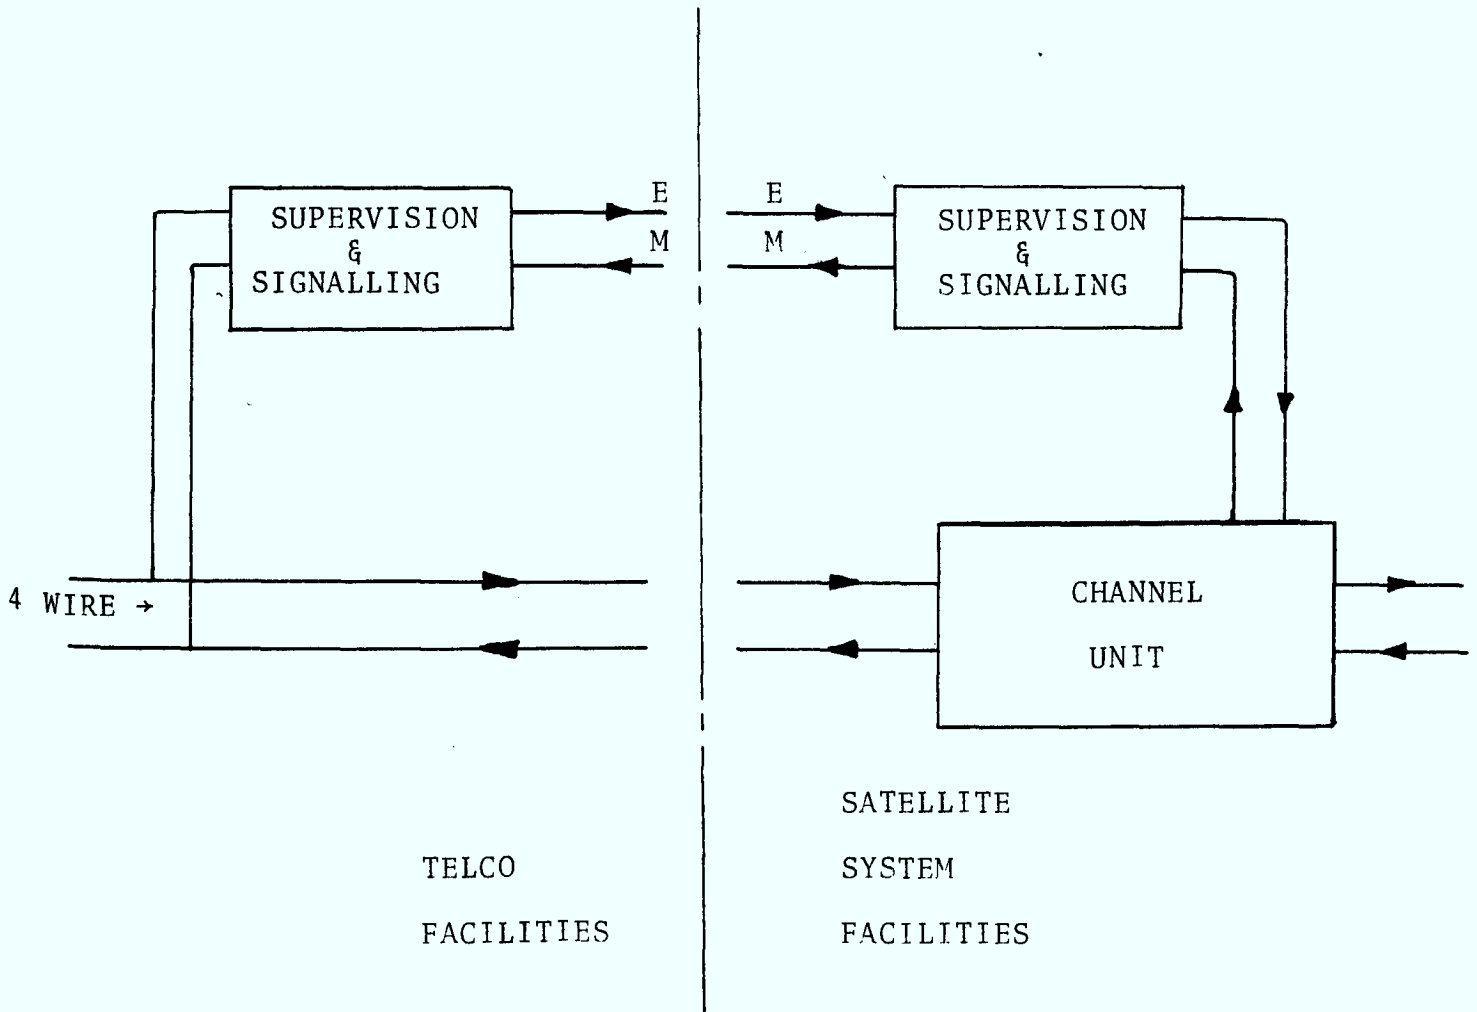 E
E
SUPERVISION
&
SIGNALLING
M
M
SUPERVISION
&
SIGNALLING
4 WIRE →
CHANNEL
UNIT
TELCO
FACILITIES
SATELLITE
SYSTEM
FACILITIES